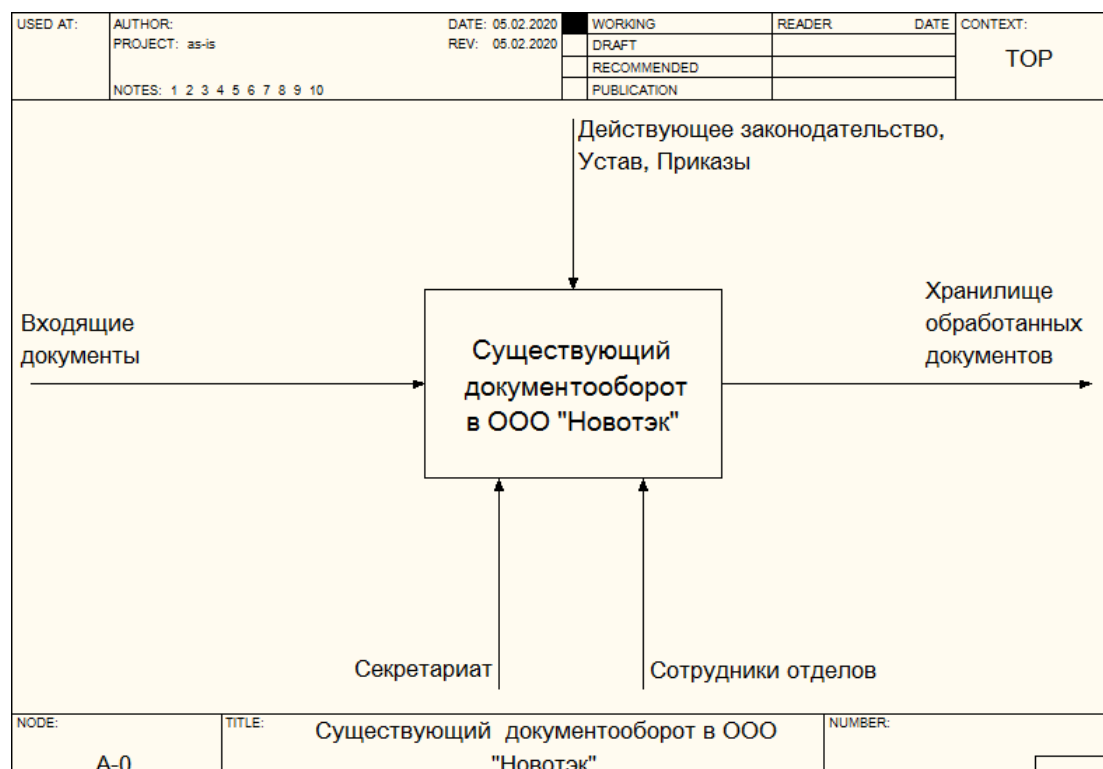 USED AT:
AUTHOR:
DATE: 05.02.2020
PROJECT: as-is
REV: 05.02.2020
NOTES: 1 2 3 4 5 6 7 8 9 10
WORKING
DRAFT
RECOMMENDED
PUBLICATION
READER DATE
CONTEXT:
TOP
Действующее законодательство,
Устав, Приказы
Входящие
документы
Существующий
документооборот
в ООО "Новотэк"
Хранилище
обработанных
документов
Секретариат
Сотрудники отделов
NODE:
A-0
TITLE:
Существующий документооборот в ООО
"Новотэк"
NUMBER: